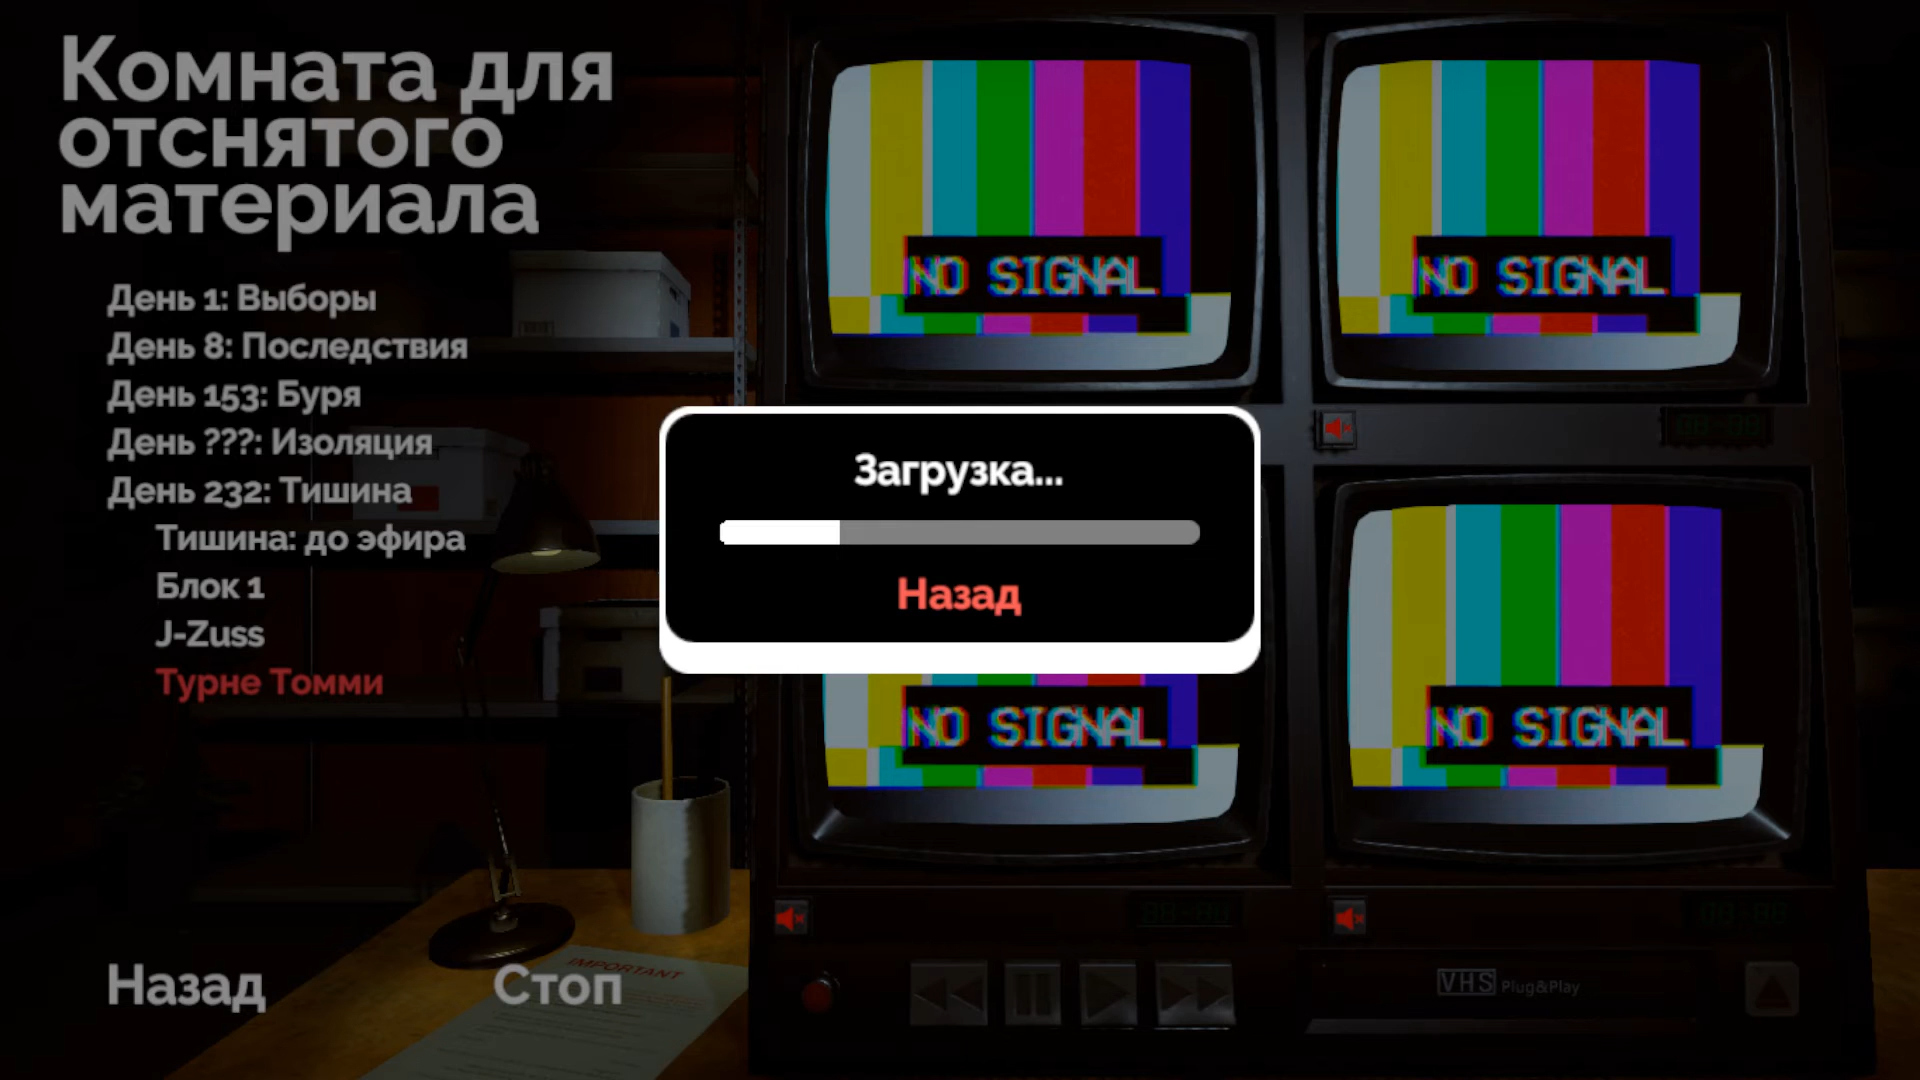 Комната для
отснятого
материала
День 1: Выборы
День 8: Последствия
День 153: Буря
День ???: Изоляция
День 232: Тишина
Тишина: до эфира
Блок 1
J-Zuss
Турне Томми
Назад
Стоп
NO SIGNAL
NO SIGNAL
Загрузка...
Назад
NO SIGNAL
NO SIGNAL
IMPORTANT
VHS Plug&Play